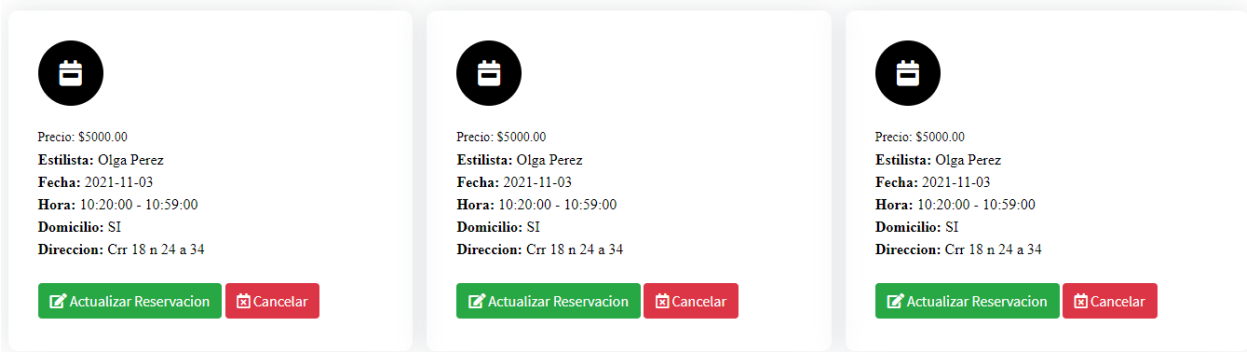 Precio: $5000.00
Estilista: Olga Perez
Fecha: 2021-11-03
Hora: 10:20:00 - 10:59:00
Domicilio: SI
Direccion: Crr 18 n 24 a 34
Actualizar Reservacion Cancelar
Precio: $5000.00
Estilista: Olga Perez
Fecha: 2021-11-03
Hora: 10:20:00 - 10:59:00
Domicilio: SI
Direccion: Crr 18 n 24 a 34
Actualizar Reservacion Cancelar
Precio: $5000.00
Estilista: Olga Perez
Fecha: 2021-11-03
Hora: 10:20:00 - 10:59:00
Domicilio: SI
Direccion: Crr 18 n 24 a 34
Actualizar Reservacion Cancelar